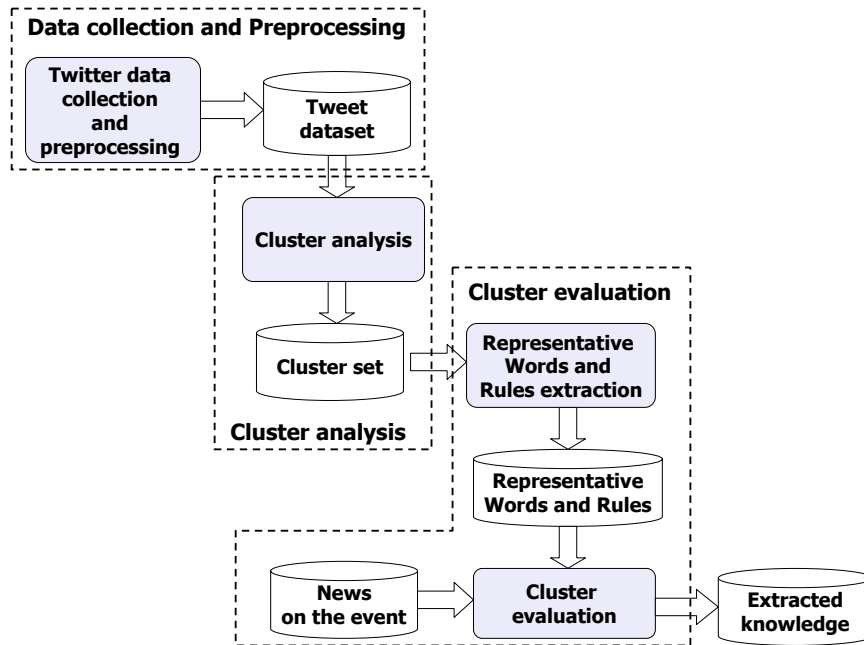 Data collection and Preprocessing
Twitter data
collection
and
preprocessing
Tweet
dataset
Cluster analysis
Cluster set
Cluster analysis
Cluster evaluation
Representative
Words and
Rules extraction
Representative
Words and Rules
News
on the event
Cluster
evaluation
Extracted
knowledge